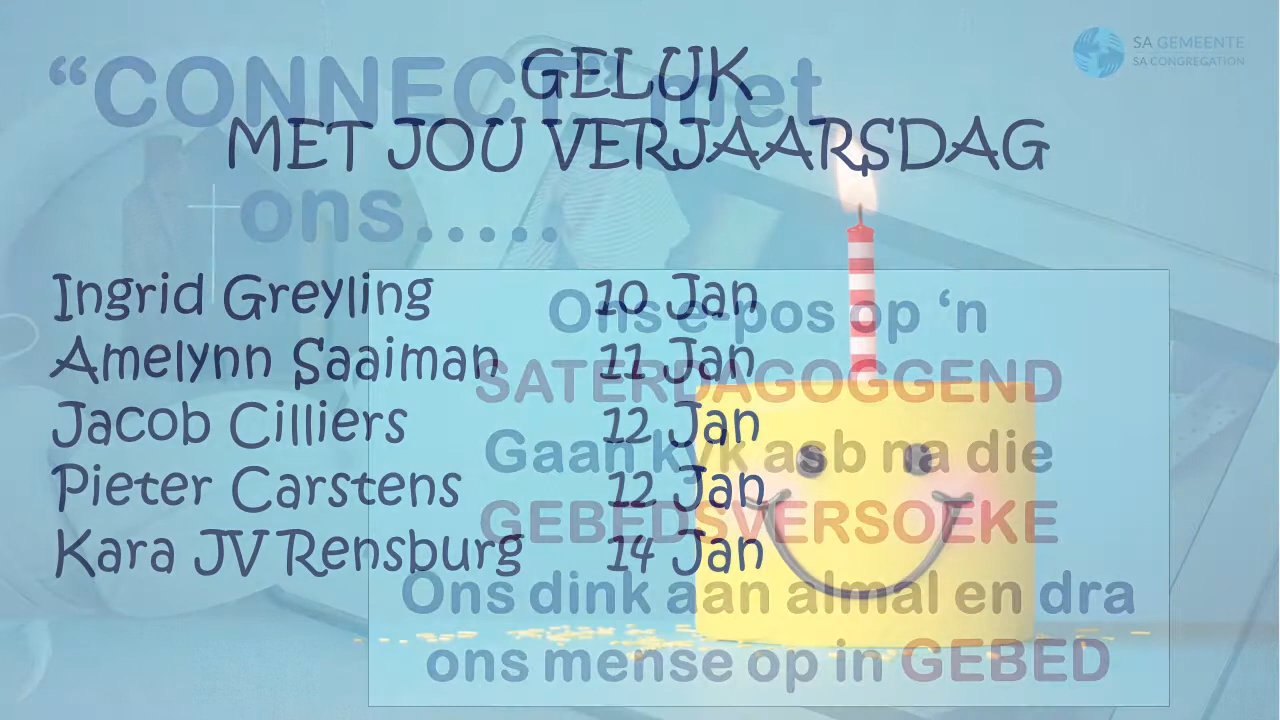 “CONNECT” met
ons.....
SA GEMEENTE
SA CONGREGATION
GELUK
MET JOU VERJAARSDAG
Ingrid Greyling 10 Jan
Amelynn Saaiman 11 Jan
Jacob Cilliers 12 Jan
Pieter Carstens 12 Jan
Kara JV Rensburg 14 Jan
Ons e-pos op ‘n
SATERDAGOGGEND
Gaan kyk asb na die
GEBEDSVERSOEKE
Ons dink aan almal en dra
ons mense op in GEBED